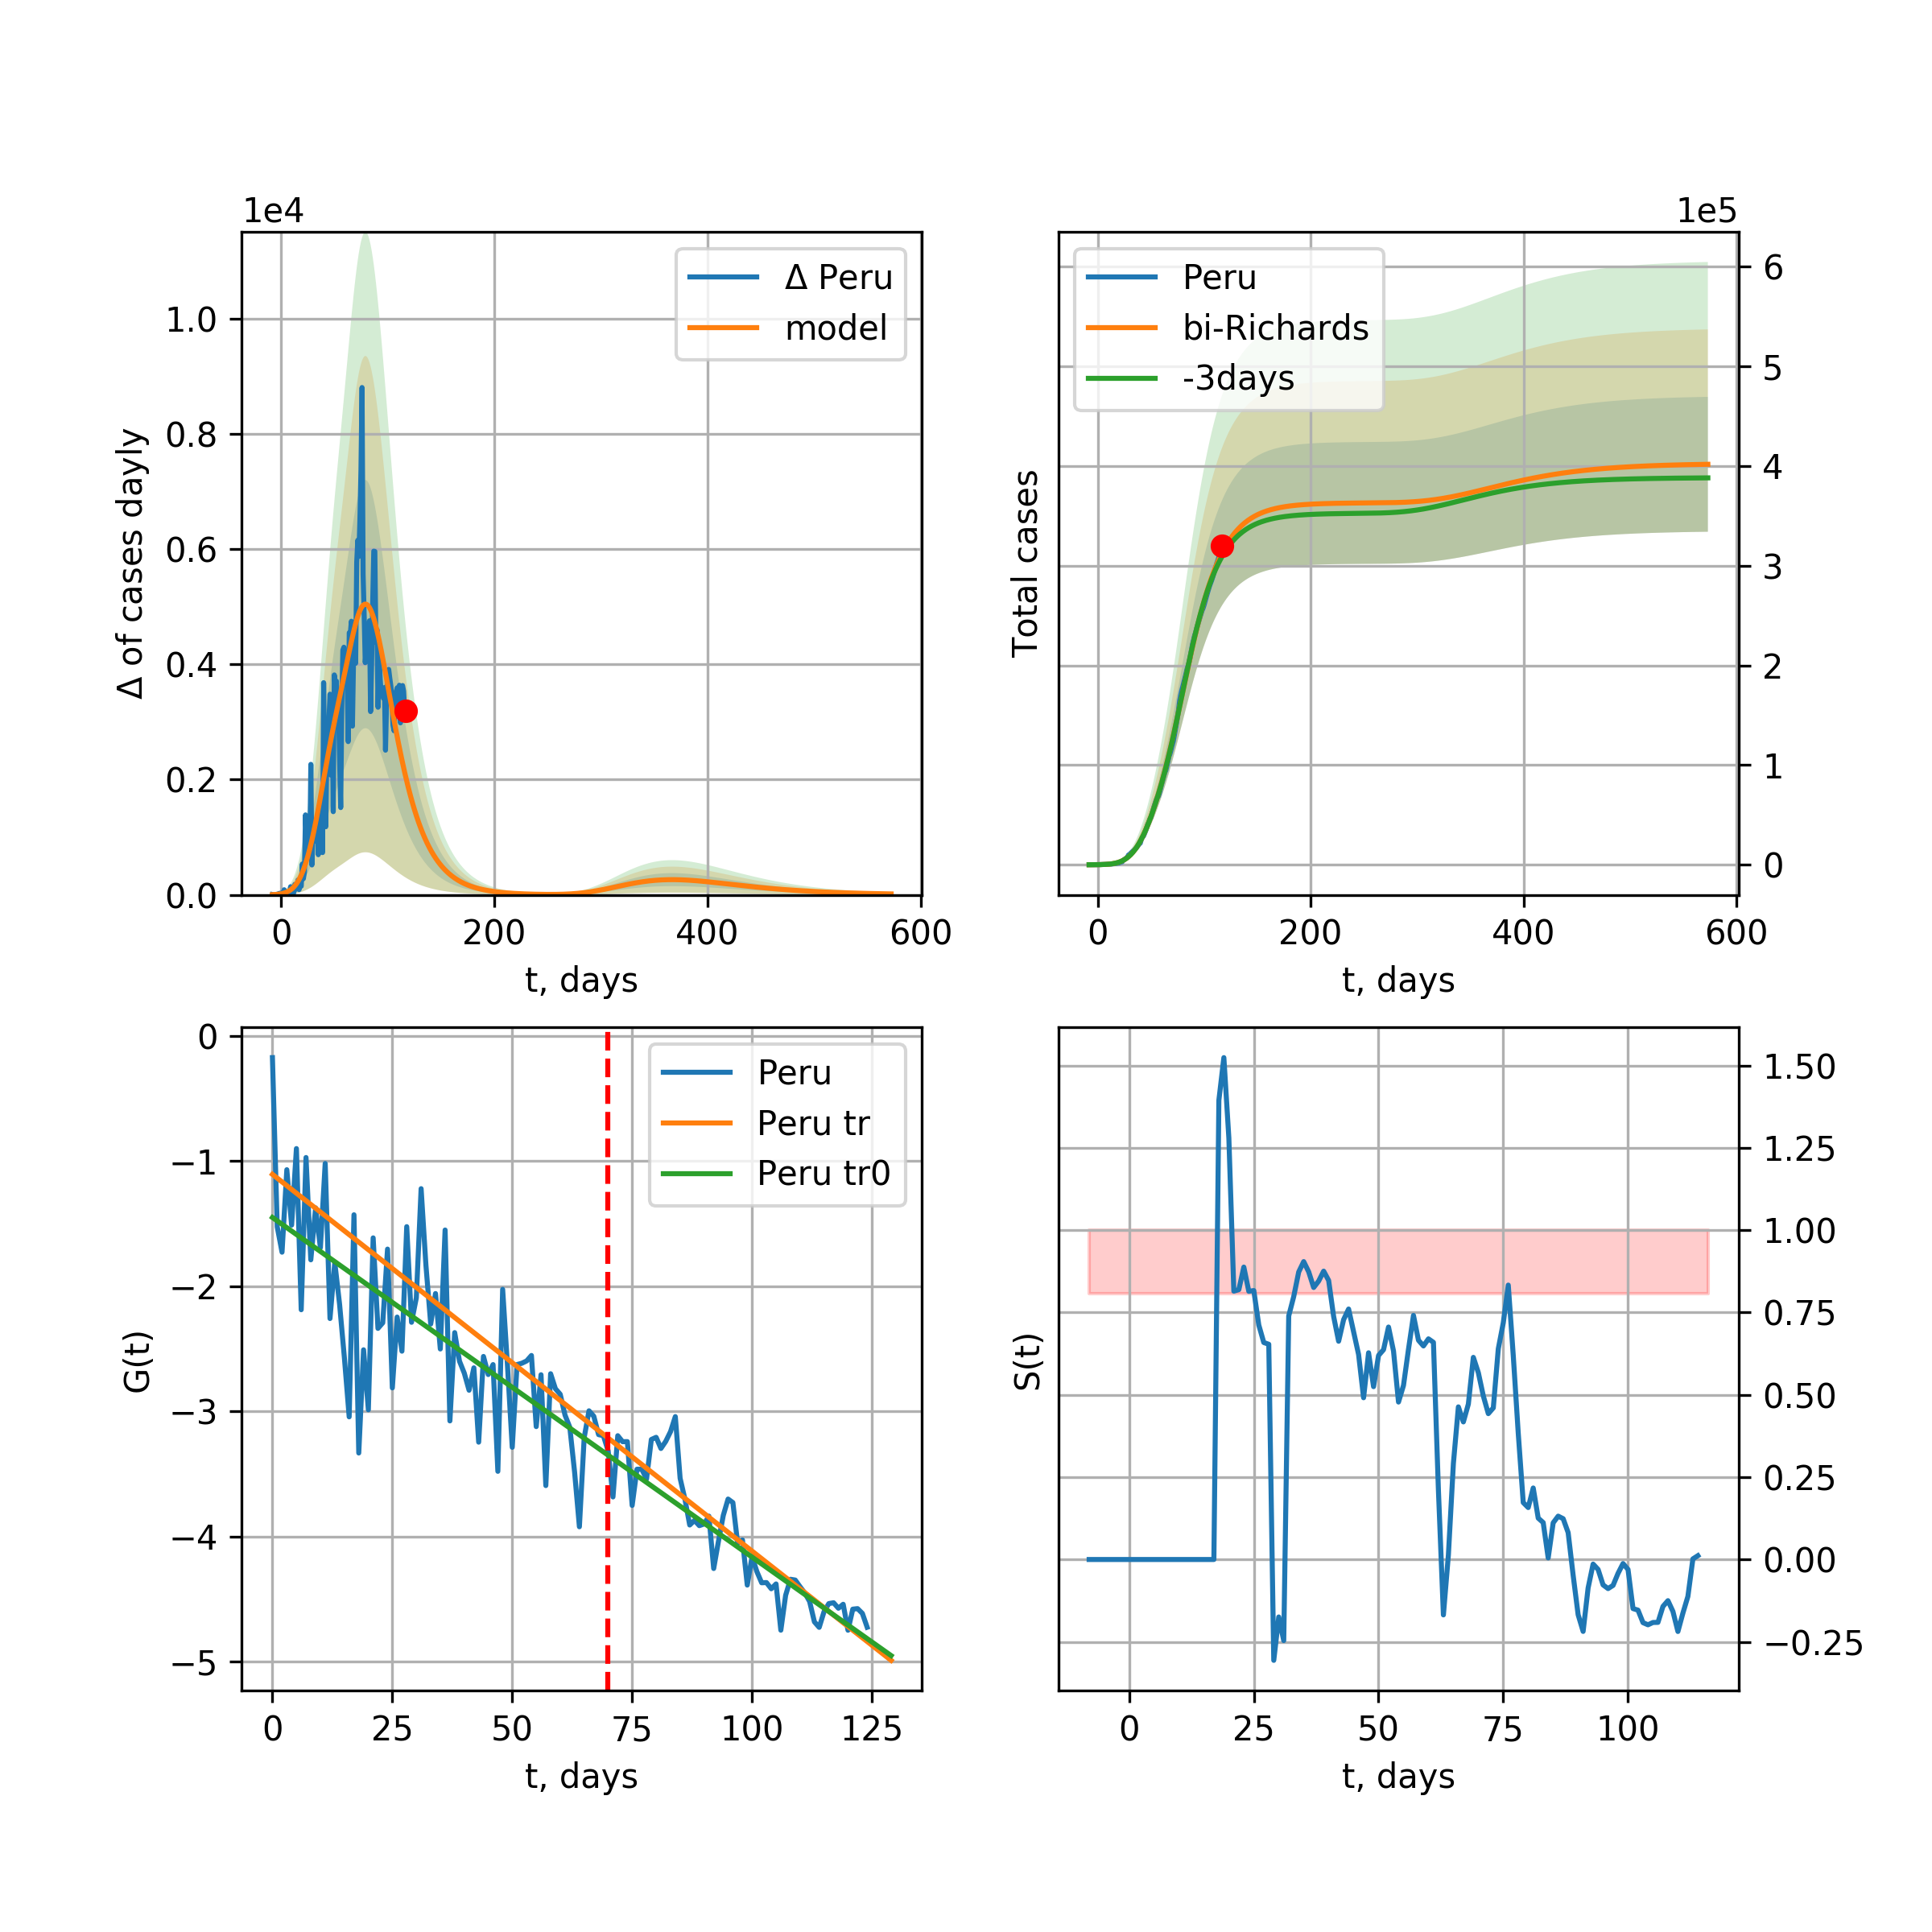 1e4
Δ of cases dayly
1.0
0.8
0.6
0.4
0.2
0.0
0 200 400 600
t, days
Δ Peru
model
1e5
Total cases
6
5
4
3
2
1
0
0 200 400 600
t, days
Peru
bi-Richards
-3days
G(t)
0
−1
−2
−3
−4
−5
0 25 50 75 100 125
t, days
Peru
Peru tr
Peru tr0
S(t)
1.50
1.25
1.00
0.75
0.50
0.25
0.00
−0.25
0 25 50 75 100
t, days